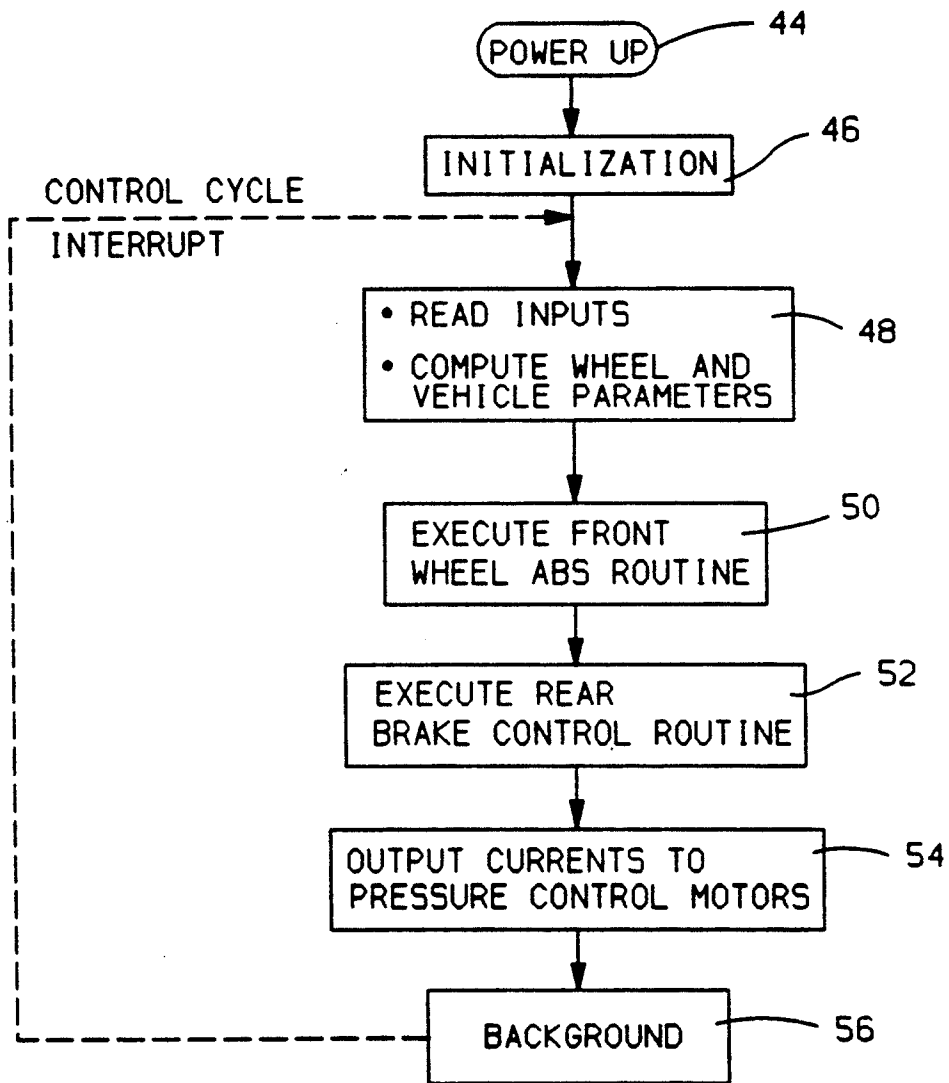 POWER UP
44
INITIALIZATION
46
CONTROL CYCLE
INTERRUPT
• READ INPUTS
• COMPUTE WHEEL AND
VEHICLE PARAMETERS
48
EXECUTE FRONT
WHEEL ABS ROUTINE
50
EXECUTE REAR
BRAKE CONTROL ROUTINE
52
OUTPUT CURRENTS TO
PRESSURE CONTROL MOTORS
54
BACKGROUND
56